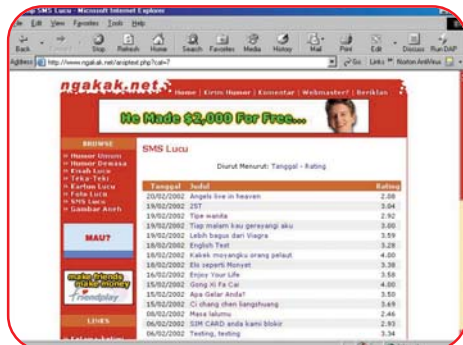 SMS Lucu - Microsoft Internet Explorer
File Edit View Favorites Tools Help
Back Stop Refresh Home Search Favorites Media History Mail Print Edit Discuss Run DAP
Address http://www.ngakak.net/ Go Links Norton AntiVirus
ngakak.net
Home | Kirim Humor | Komentar | Webmaster? | Beriklan
He Made $2,000 For Free...
BROWSE
» Humor Umum
» Humor Dewasa
» Kisah Lucu
» Teka-Teki
» Kartun Lucu
» Foto Lucu
» SMS Lucu
» Gambar Aneh
MAU?
make friends
make money
friendplay
LINKS
SMS Lucu
Diurut Menurut: Tanggal - Rating
Tanggal Judul Rating
20/02/2002 Angels live in heaven 2.08
19/02/2002 2ST 3.04
19/02/2002 Tipe wanita 2.92
19/02/2002 Tiap malam kau gerayangi aku 3.00
19/02/2002 Lebih bagus dari Viagra 3.59
18/02/2002 English Test 3.28
18/02/2002 Kakek moyangku orang pelaut 4.00
18/02/2002 Elo seperti Monyet 3.38
16/02/2002 Enjoy Your Life 3.58
15/02/2002 Gong Xi Fa Cai 4.00
15/02/2002 Apa Gelar Anda? 3.50
15/02/2002 Ci chang chen liangshuang 3.69
08/02/2002 Masa lalumu 2.46
06/02/2002 SIM CARD anda kami blokir 2.93
06/02/2002 Testing, testing 3.34